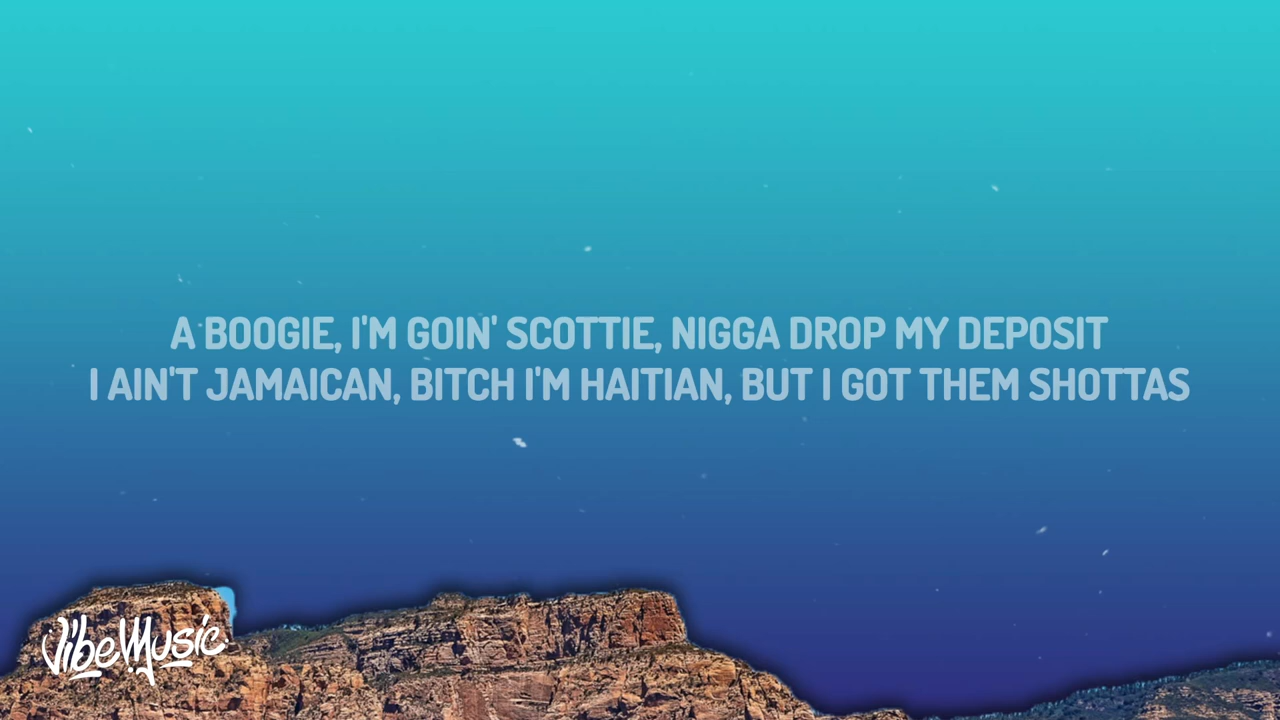 A BOOGIE, I'M GOIN' SCOTTIE, NIGGA DROP MY DEPOSIT
I AIN'T JAMAICAN, BITCH I'M HAITIAN, BUT I GOT THEM SHOTTAS
VibeMusic